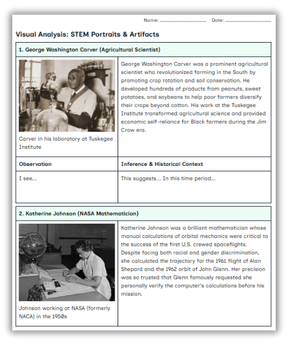 Name: Date:
Visual Analysis: STEM Portraits & Artifacts
1. George Washington Carver (Agricultural Scientist)
George Washington Carver was a prominent agricultural
scientist who revolutionized farming in the South by
promoting crop rotation and soil conservation. He
developed hundreds of products from peanuts, sweet
potatoes, and soybeans to help poor farmers diversify
their crops beyond cotton. His work at the Tuskegee
Institute transformed agricultural science and provided
economic self-reliance for Black farmers during the Jim
Crow era.
Carver in his laboratory at Tuskegee
Institute
Observation
Inference & Historical Context
I see...
This suggests... In this time period...
2. Katherine Johnson (NASA Mathematician)
Katherine Johnson was a brilliant mathematician whose
manual calculations of orbital mechanics were critical to
the success of the first U.S. crewed spaceflights.
Despite facing both racial and gender discrimination,
she calculated the trajectory for the 1961 flight of Alan
Shepard and the 1962 orbit of John Glenn. Her precision
was so trusted that Glenn famously requested she
personally verify the computer's calculations before his
mission.
Johnson working at NASA (formerly
NACA) in the 1950s